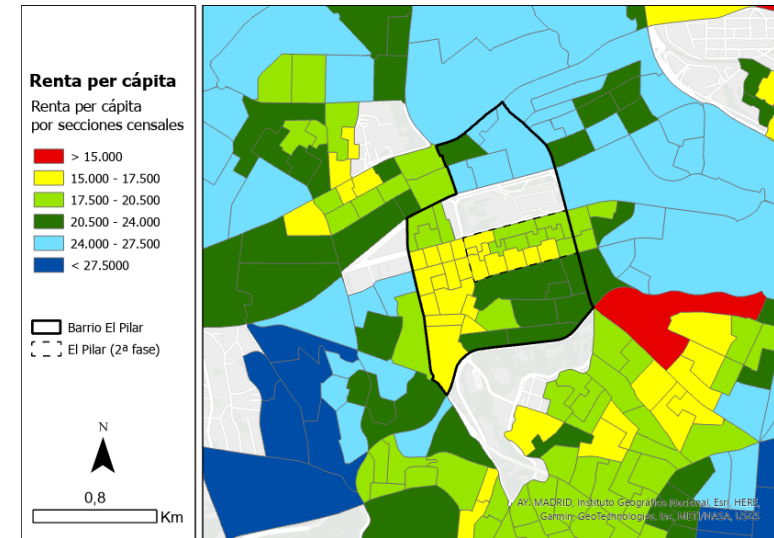 Renta per cápita
Renta per cápita
por secciones censales
> 15.000
15.000 - 17.500
17.500 - 20.500
20.500 - 24.000
24.000 - 27.500
< 27.5000
Barrio El Pilar
El Pilar (2ª fase)
N
0,8
Km
AY. MADRID, Instituto Geográfico Nacional, Esri, HERE,
Garmin, GeoTechnologies, Inc, METI/NASA, USGS